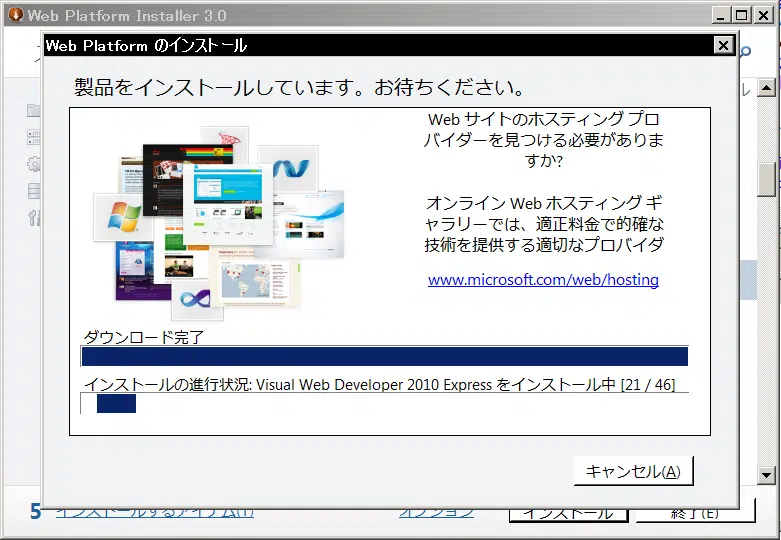 Web Platform Installer 3.0
Web Platform のインストール
製品をインストールしています。お待ちください。
Web サイトのホスティング プロ
バイダーを見つける必要がありま
すか?
オンライン Web ホスティング ギ
ャラリーでは、適正料金で的確な
技術を提供する適切なプロバイダ
www.microsoft.com/web/hosting
ダウンロード完了
インストールの進行状況: Visual Web Developer 2010 Express をインストール中 [21 / 46]
キャンセル(A)
5 インストールするアイテム(T) オプション インストール 終了(E)